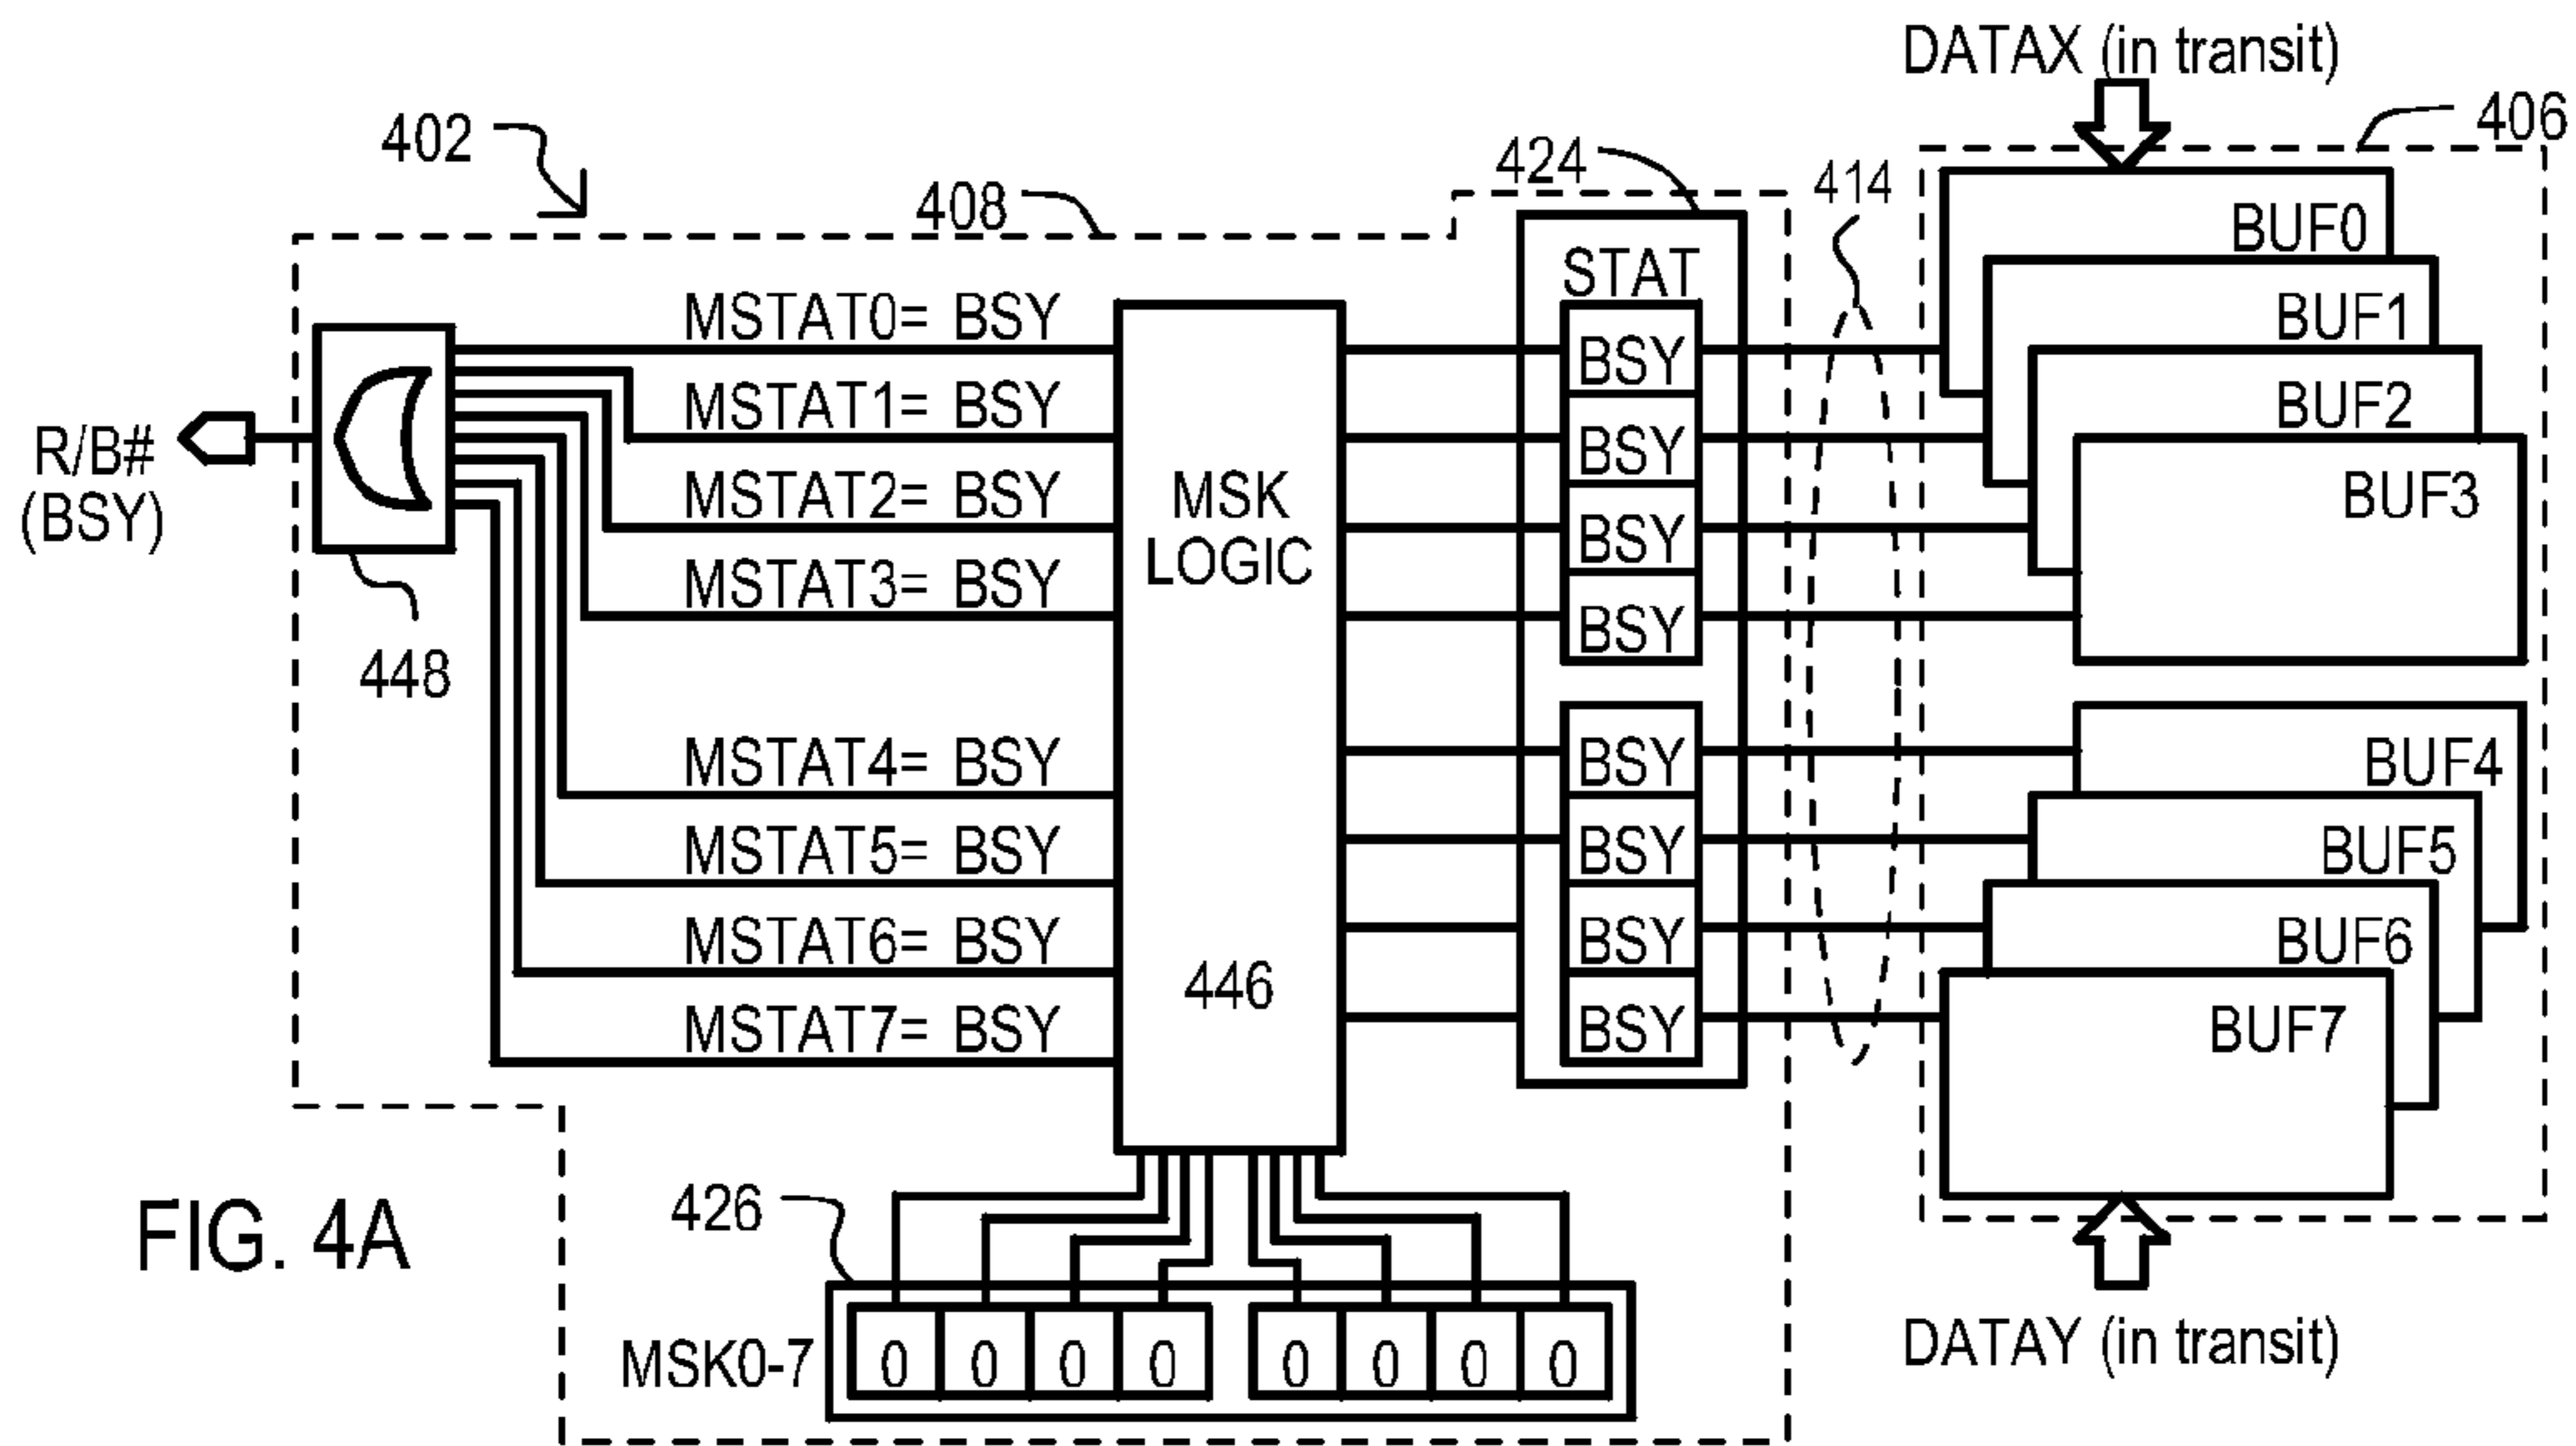 DATAX (in transit)
402
424
406
408
414
STAT
BUF0
MSTAT0= BSY
BSY
BUF1
MSTAT1= BSY
BSY
BUF2
R/B#
(BSY)
MSTAT2= BSY
MSK
LOGIC
BSY
BUF3
MSTAT3= BSY
BSY
448
MSTAT4= BSY
BSY
BUF4
MSTAT5= BSY
BSY
BUF5
MSTAT6= BSY
BSY
BUF6
446
MSTAT7= BSY
BSY
BUF7
426
FIG. 4A
MSK0-7 0 0 0 0 0 0 0 0
DATAY (in transit)